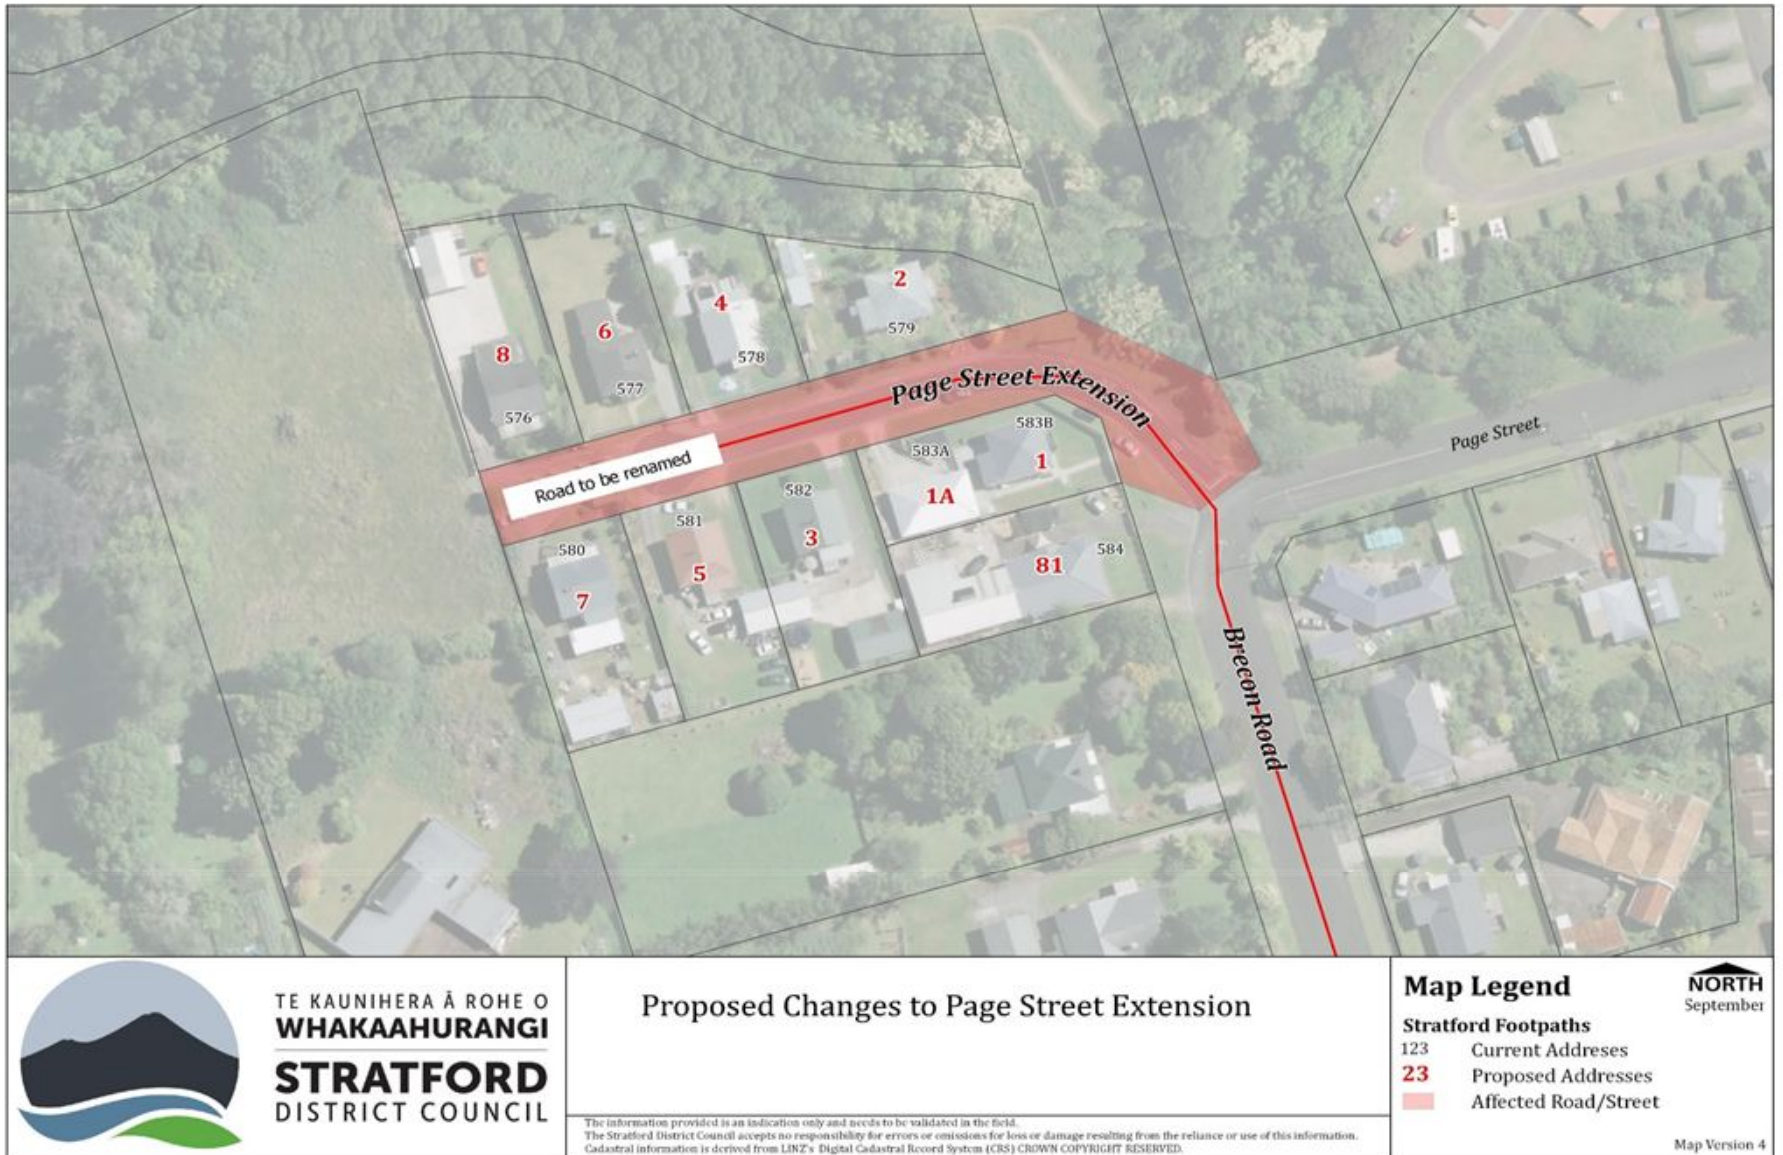 2
4
579
6
8
578
577
576
Page Street Extension
583B
583A
1
1A
Page Street
Road to be renamed
582
581
3
580
584
5
81
7
Brecon Road
TE KAUNIHERA Ā ROHE O
WHAKAAHURANGI
STRATFORD
DISTRICT COUNCIL
Proposed Changes to Page Street Extension
The information provided is an indication only and needs to be validated in the field.
The Stratford District Council accepts no responsibility for errors or omissions for loss or damage resulting from the reliance or use of this information.
Cadastral information is derived from LINZ's Digital Cadastral Record System (CRS) CROWN COPYRIGHT RESERVED.
Map Legend
NORTH
September
Stratford Footpaths
123 Current Addreses
23 Proposed Addresses
Affected Road/Street
Map Version 4